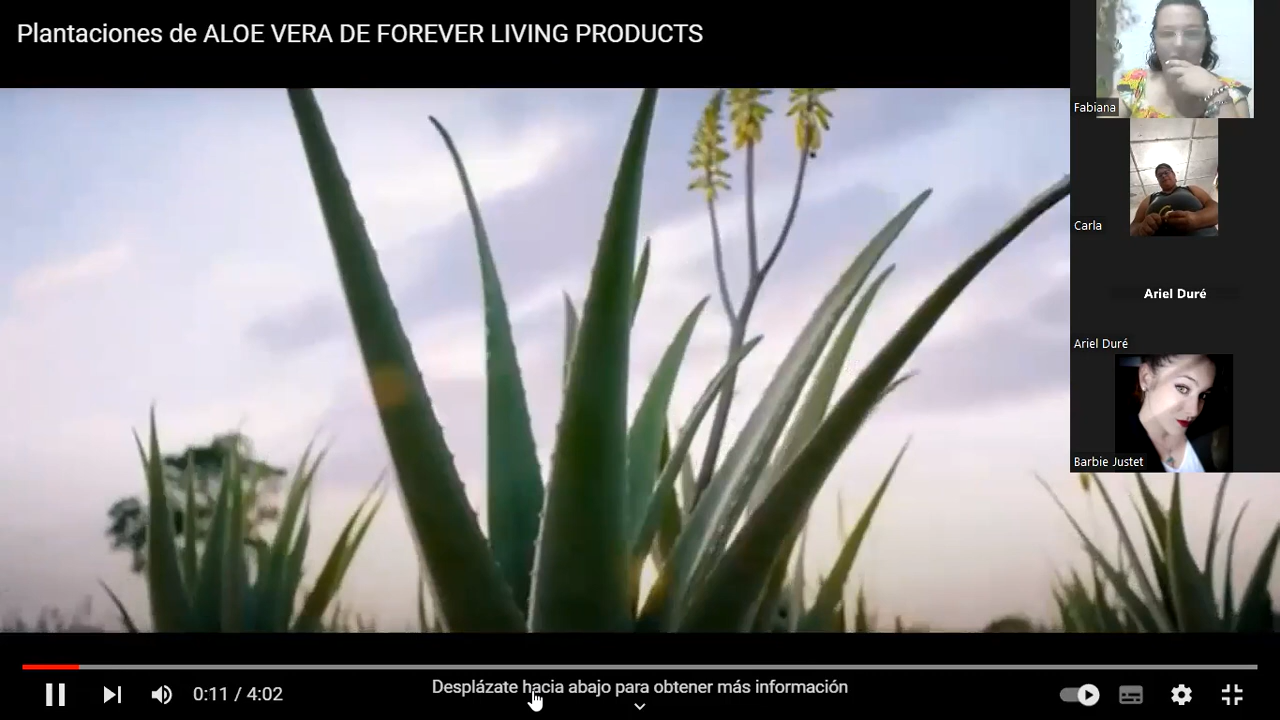 Plantaciones de ALOE VERA DE FOREVER LIVING PRODUCTS
Fabiana
Carla
Ariel Duré
Ariel Duré
Barbie Justet
0:11 / 4:02
Desplázate hacia abajo para obtener más información